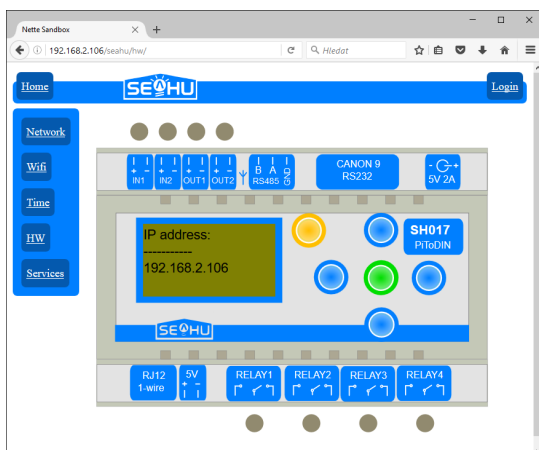 Nette Sandbox
192.168.2.106/seahu/hw/
Hledat
Home
SEAHU
Login
Network
Wifi
Time
HW
Services
+ - + - + - + -
IN1 IN2 OUT1 OUT2
B A GND
RS485
CANON 9
RS232
- +
5V 2A
IP address:
-----------
192.168.2.106
SH017
PiToDIN
SEAHU
RJ12
1-wire
5V
+ -
RELAY1
RELAY2
RELAY3
RELAY4